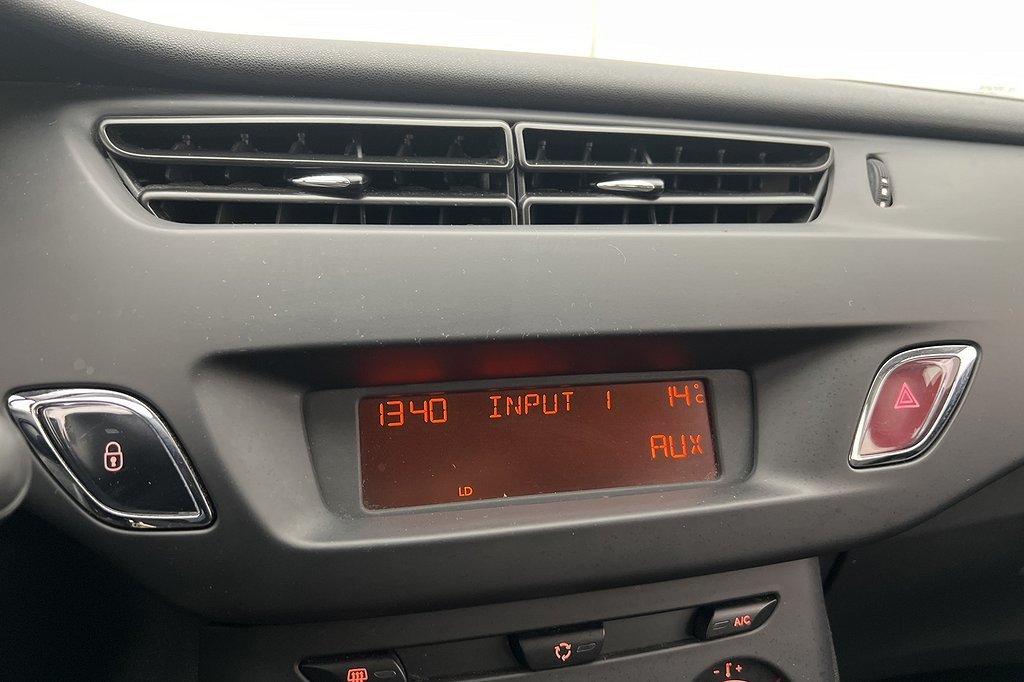 1340 INPUT 1 14°C
AUX
LD
A/C
- +